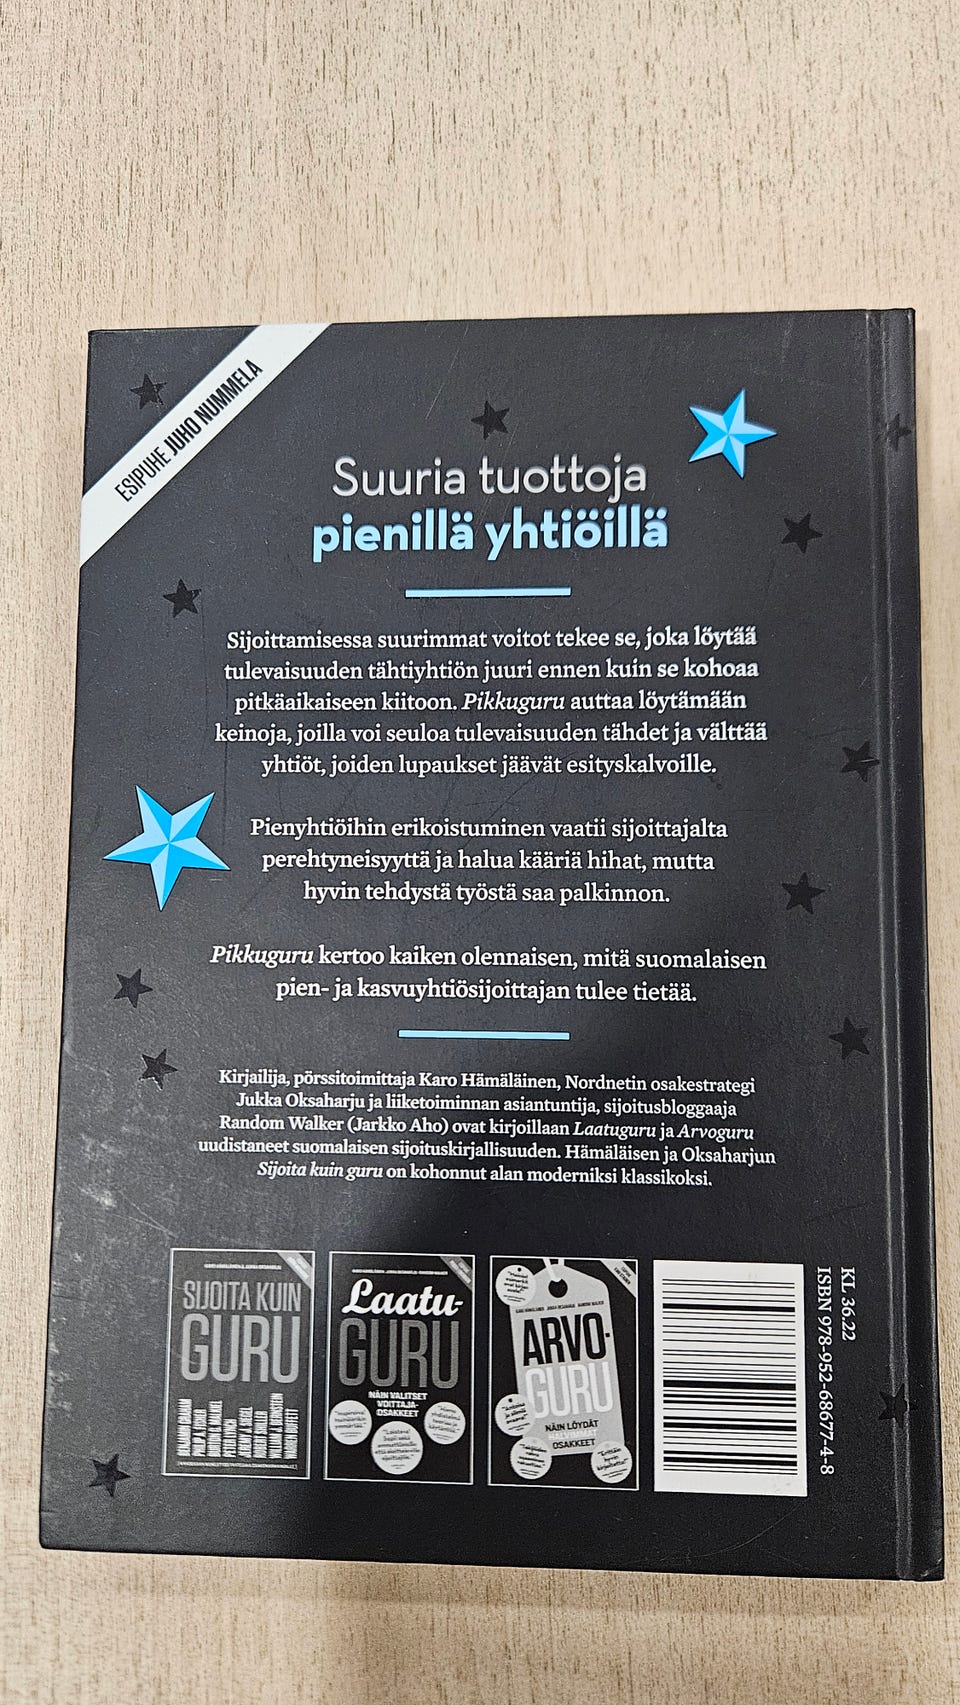 ESIPUHE JUHO NUMMELA
Suuria tuottoja
pienillä yhtiöillä
Sijoittamisessa suurimmat voitot tekee se, joka löytää
tulevaisuuden tähtiyhtiön juuri ennen kuin se kohoaa
pitkäaikaiseen kiitoon. Pikkuguru auttaa löytämään
keinoja, joilla voi seuloa tulevaisuuden tähdet ja välttää
yhtiöt, joiden lupaukset jäävät esityskalvoille.
Pienyhtiöihin erikoistuminen vaatii sijoittajalta
perehtyneisyyttä ja halua kääriä hihat, mutta
hyvin tehdystä työstä saa palkinnon.
Pikkuguru kertoo kaiken olennaisen, mitä suomalaisen
pien- ja kasvuyhtiösijoittajan tulee tietää.
Kirjailija, pörssitoimittaja Karo Hämäläinen, Nordnetin osakestrategi
Jukka Oksaharju ja liiketoiminnan asiantuntija, sijoitusbloggaaja
Random Walker (Jarkko Aho) ovat kirjoillaan Laatuguru ja Arvoguru
uudistaneet suomalaisen sijoituskirjallisuuden. Hämäläisen ja Oksaharjun
Sijoita kuin guru on kohonnut alan moderniksi klassikoksi.
SIJOITA KUIN
GURU
Laatu-
GURU
NÄIN VALITSET
VOITTAJA-
OSAKKEET
ARVO-
GURU
NÄIN LÖYDÄT
HALVIMMAT
OSAKKEET
KL 36.22
ISBN 978-952-68677-4-8